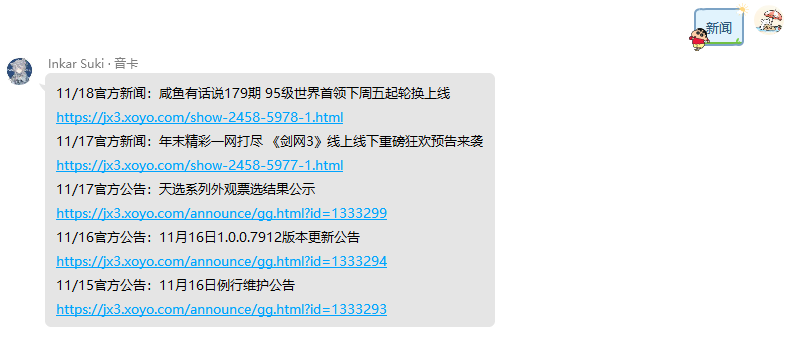 新闻
Inkar Suki · 音卡
11/18官方新闻：咸鱼有话说179期 95级世界首领下周五起轮换上线
https://jx3.xoyo.com/show-2458-5978-1.html
11/17官方新闻：年末精彩一网打尽 《剑网3》线上线下重磅狂欢预告来袭
https://jx3.xoyo.com/show-2458-5977-1.html
11/17官方公告：天选系列外观票选结果公示
https://jx3.xoyo.com/announce/gg.html?id=1333299
11/16官方公告：11月16日1.0.0.7912版本更新公告
https://jx3.xoyo.com/announce/gg.html?id=1333294
11/15官方公告：11月16日例行维护公告
https://jx3.xoyo.com/announce/gg.html?id=1333293